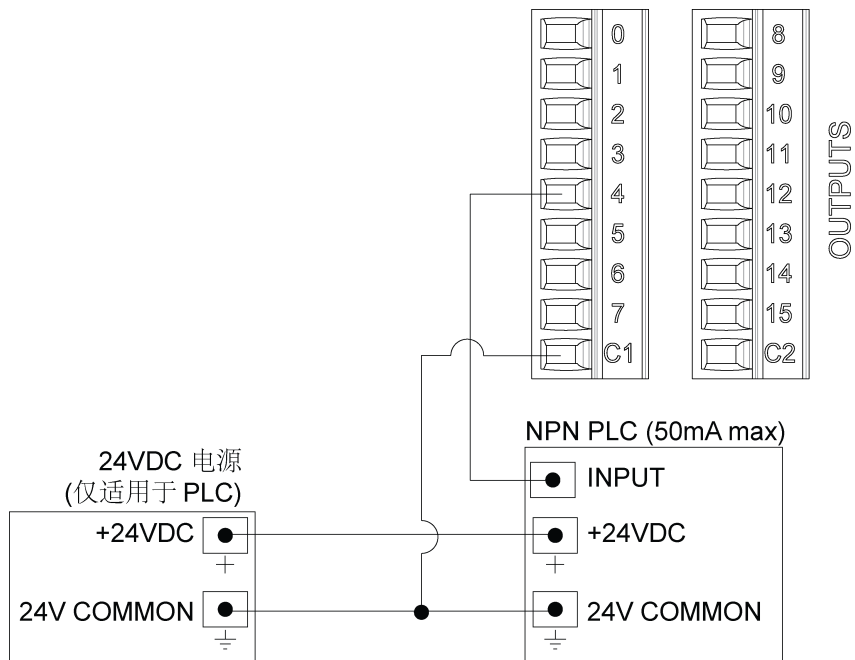 0
1
2
3
4
5
6
7
C1
8
9
10
11
12
13
14
15
C2
OUTPUTS
NPN PLC (50mA max)
INPUT
+24VDC
24V COMMON
24VDC 电源
(仅适用于 PLC)
+24VDC
24V COMMON